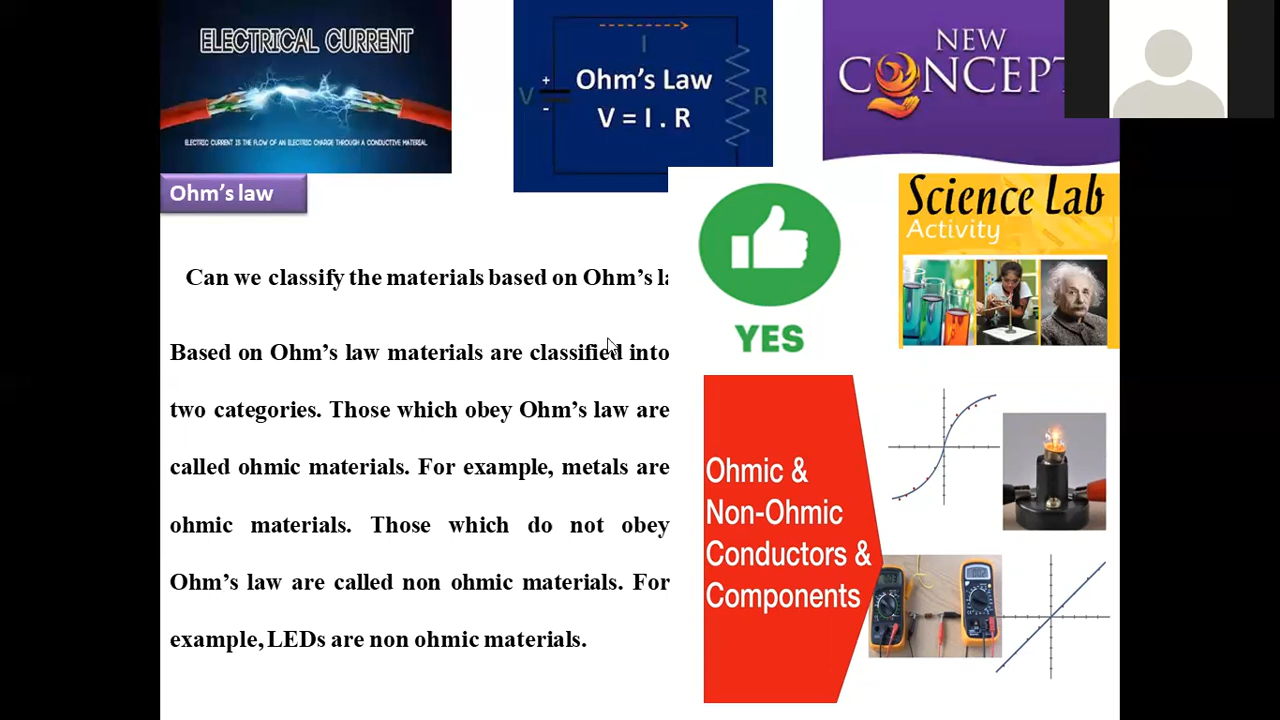 ELECTRICAL CURRENT
ELECTRIC CURRENT IS THE FLOW OF AN ELECTRIC CHARGE THROUGH A CONDUCTIVE MATERIAL.
I
+
Ohm's Law
V
R
-
V = I . R
NEW
CONCEPT
Ohm's law
Science Lab
Activity
Can we classify the materials based on Ohm's
YES
Based on Ohm's law materials are classified into
two categories. Those which obey Ohm's law are
called ohmic materials. For example, metals are
ohmic materials. Those which do not obey
Ohm's law are called non ohmic materials. For
example, LEDs are non ohmic materials.
Ohmic &
Non-Ohmic
Conductors &
Components